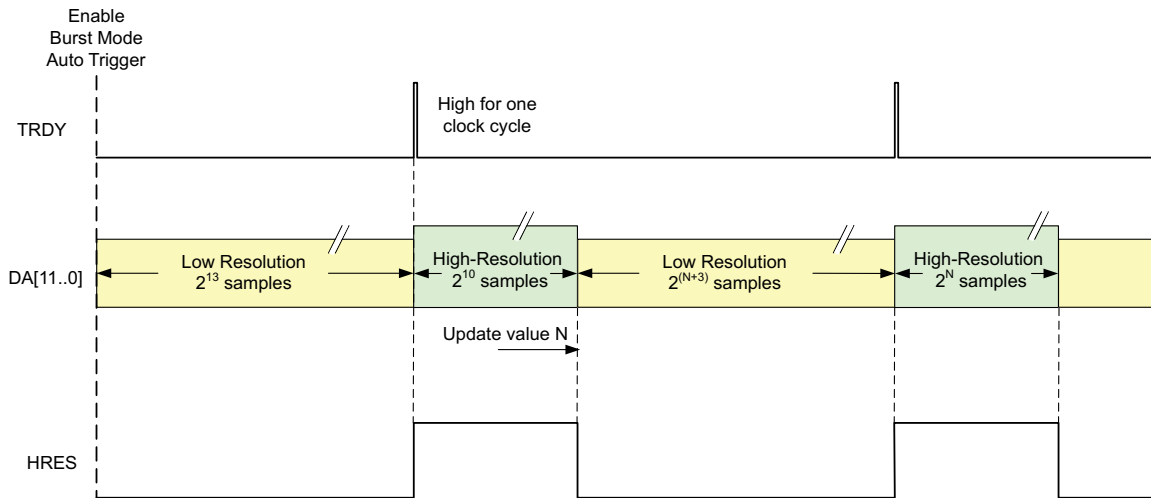 Enable
Burst Mode
Auto Trigger
TRDY
High for one
clock cycle
DA[11..0]
Low Resolution
2^13 samples
High-Resolution
2^10 samples
Low Resolution
2^(N+3) samples
High-Resolution
2^N samples
Update value N
HRES